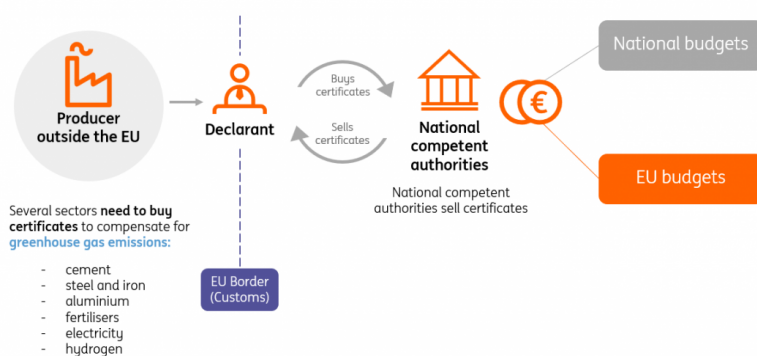 Producer
outside the EU
Declarant
Buys
certificates
Sells
certificates
National
competent
authorities
National competent
authorities sell certificates
€
National budgets
EU budgets
Several sectors need to buy
certificates to compensate for
greenhouse gas emissions:
- cement
- steel and iron
- aluminium
- fertilisers
- electricity
- hydrogen
EU Border
(Customs)